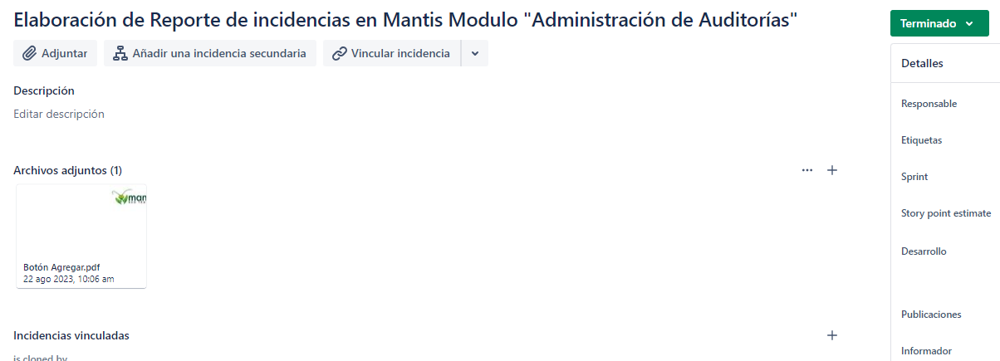 Elaboración de Reporte de incidencias en Mantis Modulo "Administración de Auditorías"
Adjuntar
Añadir una incidencia secundaria
Vincular incidencia
Descripción
Editar descripción
Archivos adjuntos (1)
man
Botón Agregar.pdf
22 ago 2023, 10:06 am
Incidencias vinculadas
is cloned by
Terminado
Detalles
Responsable
Etiquetas
Sprint
Story point estimate
Desarrollo
Publicaciones
Informador